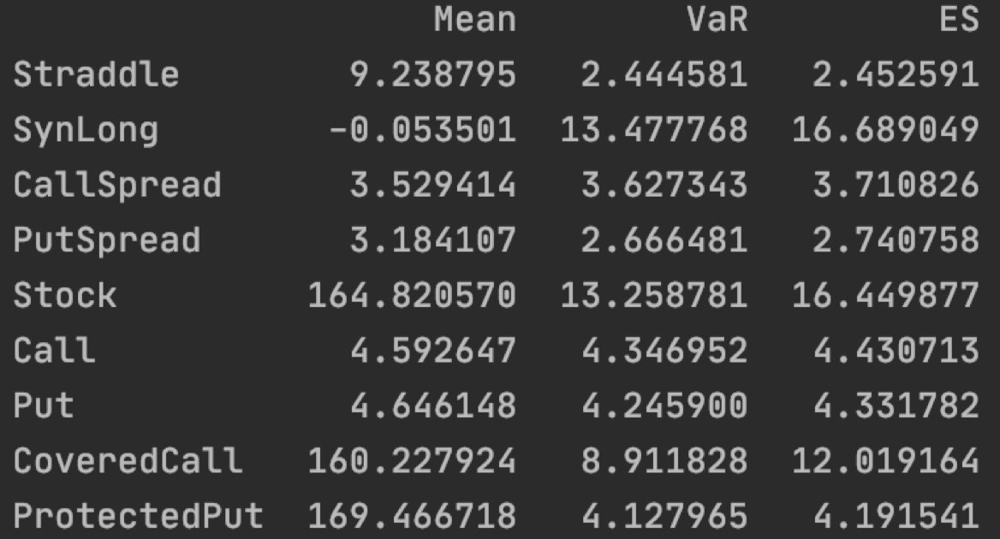 Mean VaR ES
Straddle 9.238795 2.444581 2.452591
SynLong -0.053501 13.477768 16.689049
CallSpread 3.529414 3.627343 3.710826
PutSpread 3.184107 2.666481 2.740758
Stock 164.820570 13.258781 16.449877
Call 4.592647 4.346952 4.430713
Put 4.646148 4.245900 4.331782
CoveredCall 160.227924 8.911828 12.019164
ProtectedPut 169.466718 4.127965 4.191541